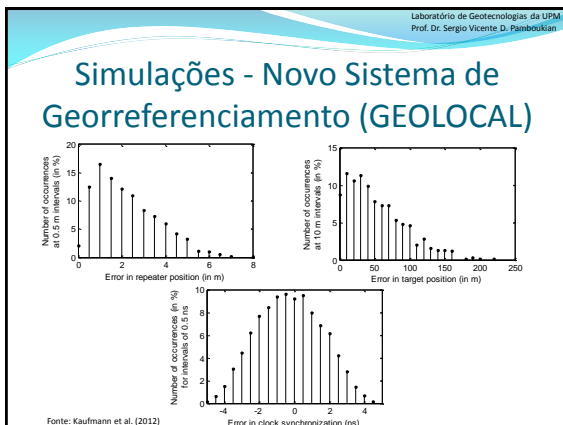 Laboratório de Geotecnologias da UPM
Prof. Dr. Sergio Vicente D. Pamboukian
Simulações - Novo Sistema de
Georreferenciamento (GEOLOCAL)
Number of occurrences
at 0.5 m intervals (in %)
20
15
10
5
0
0 2 4 6 8
Error in repeater position (in m)
Number of occurrences
at 10 m intervals (in %)
15
10
5
0
0 50 100 150 200 250
Error in target position (in m)
Number of occurrences (in %)
for intervals of 0.5 ns
10
8
6
4
2
0
-4 -2 0 2 4
Error in clock synchronization (ns)
Fonte: Kaufmann et al. (2012)